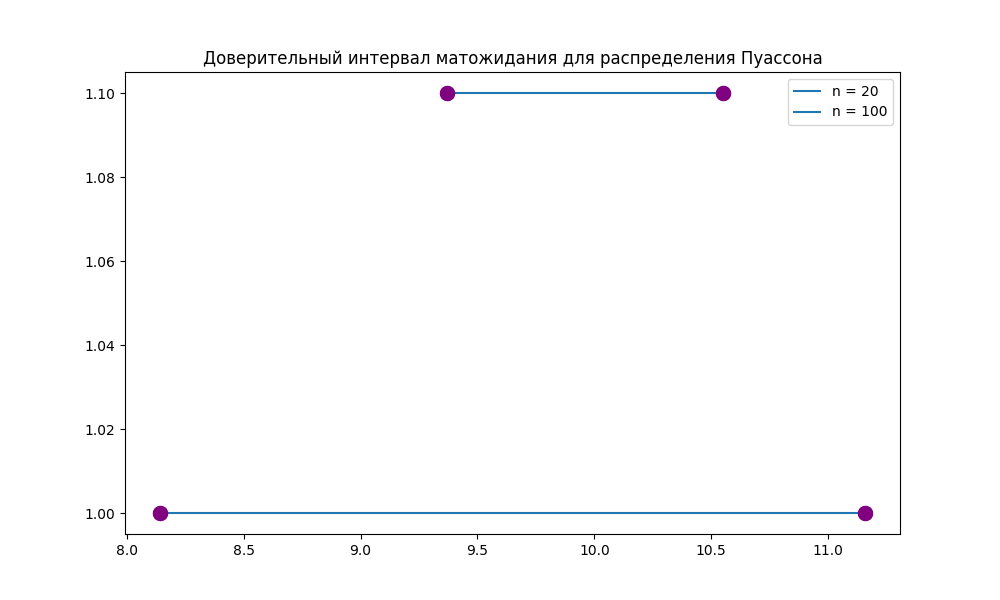 Доверительный интервал матожидания для распределения Пуассона
n = 20
n = 100
1.10
1.08
1.06
1.04
1.02
1.00
8.0 8.5 9.0 9.5 10.0 10.5 11.0